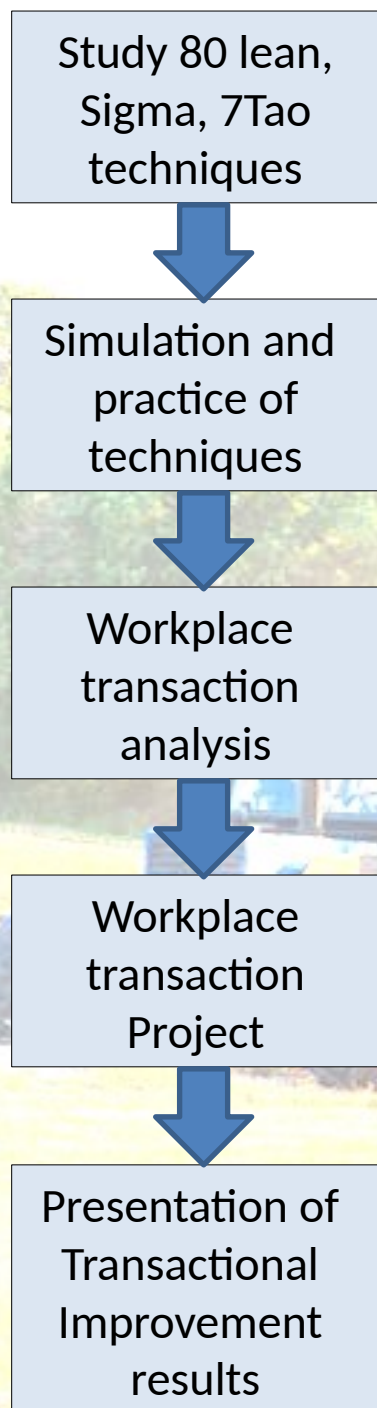 Study 80 lean,
Sigma, 7Tao
techniques
Simulation and
practice of
techniques
Workplace
transaction
analysis
Workplace
transaction
Project
Presentation of
Transactional
Improvement
results